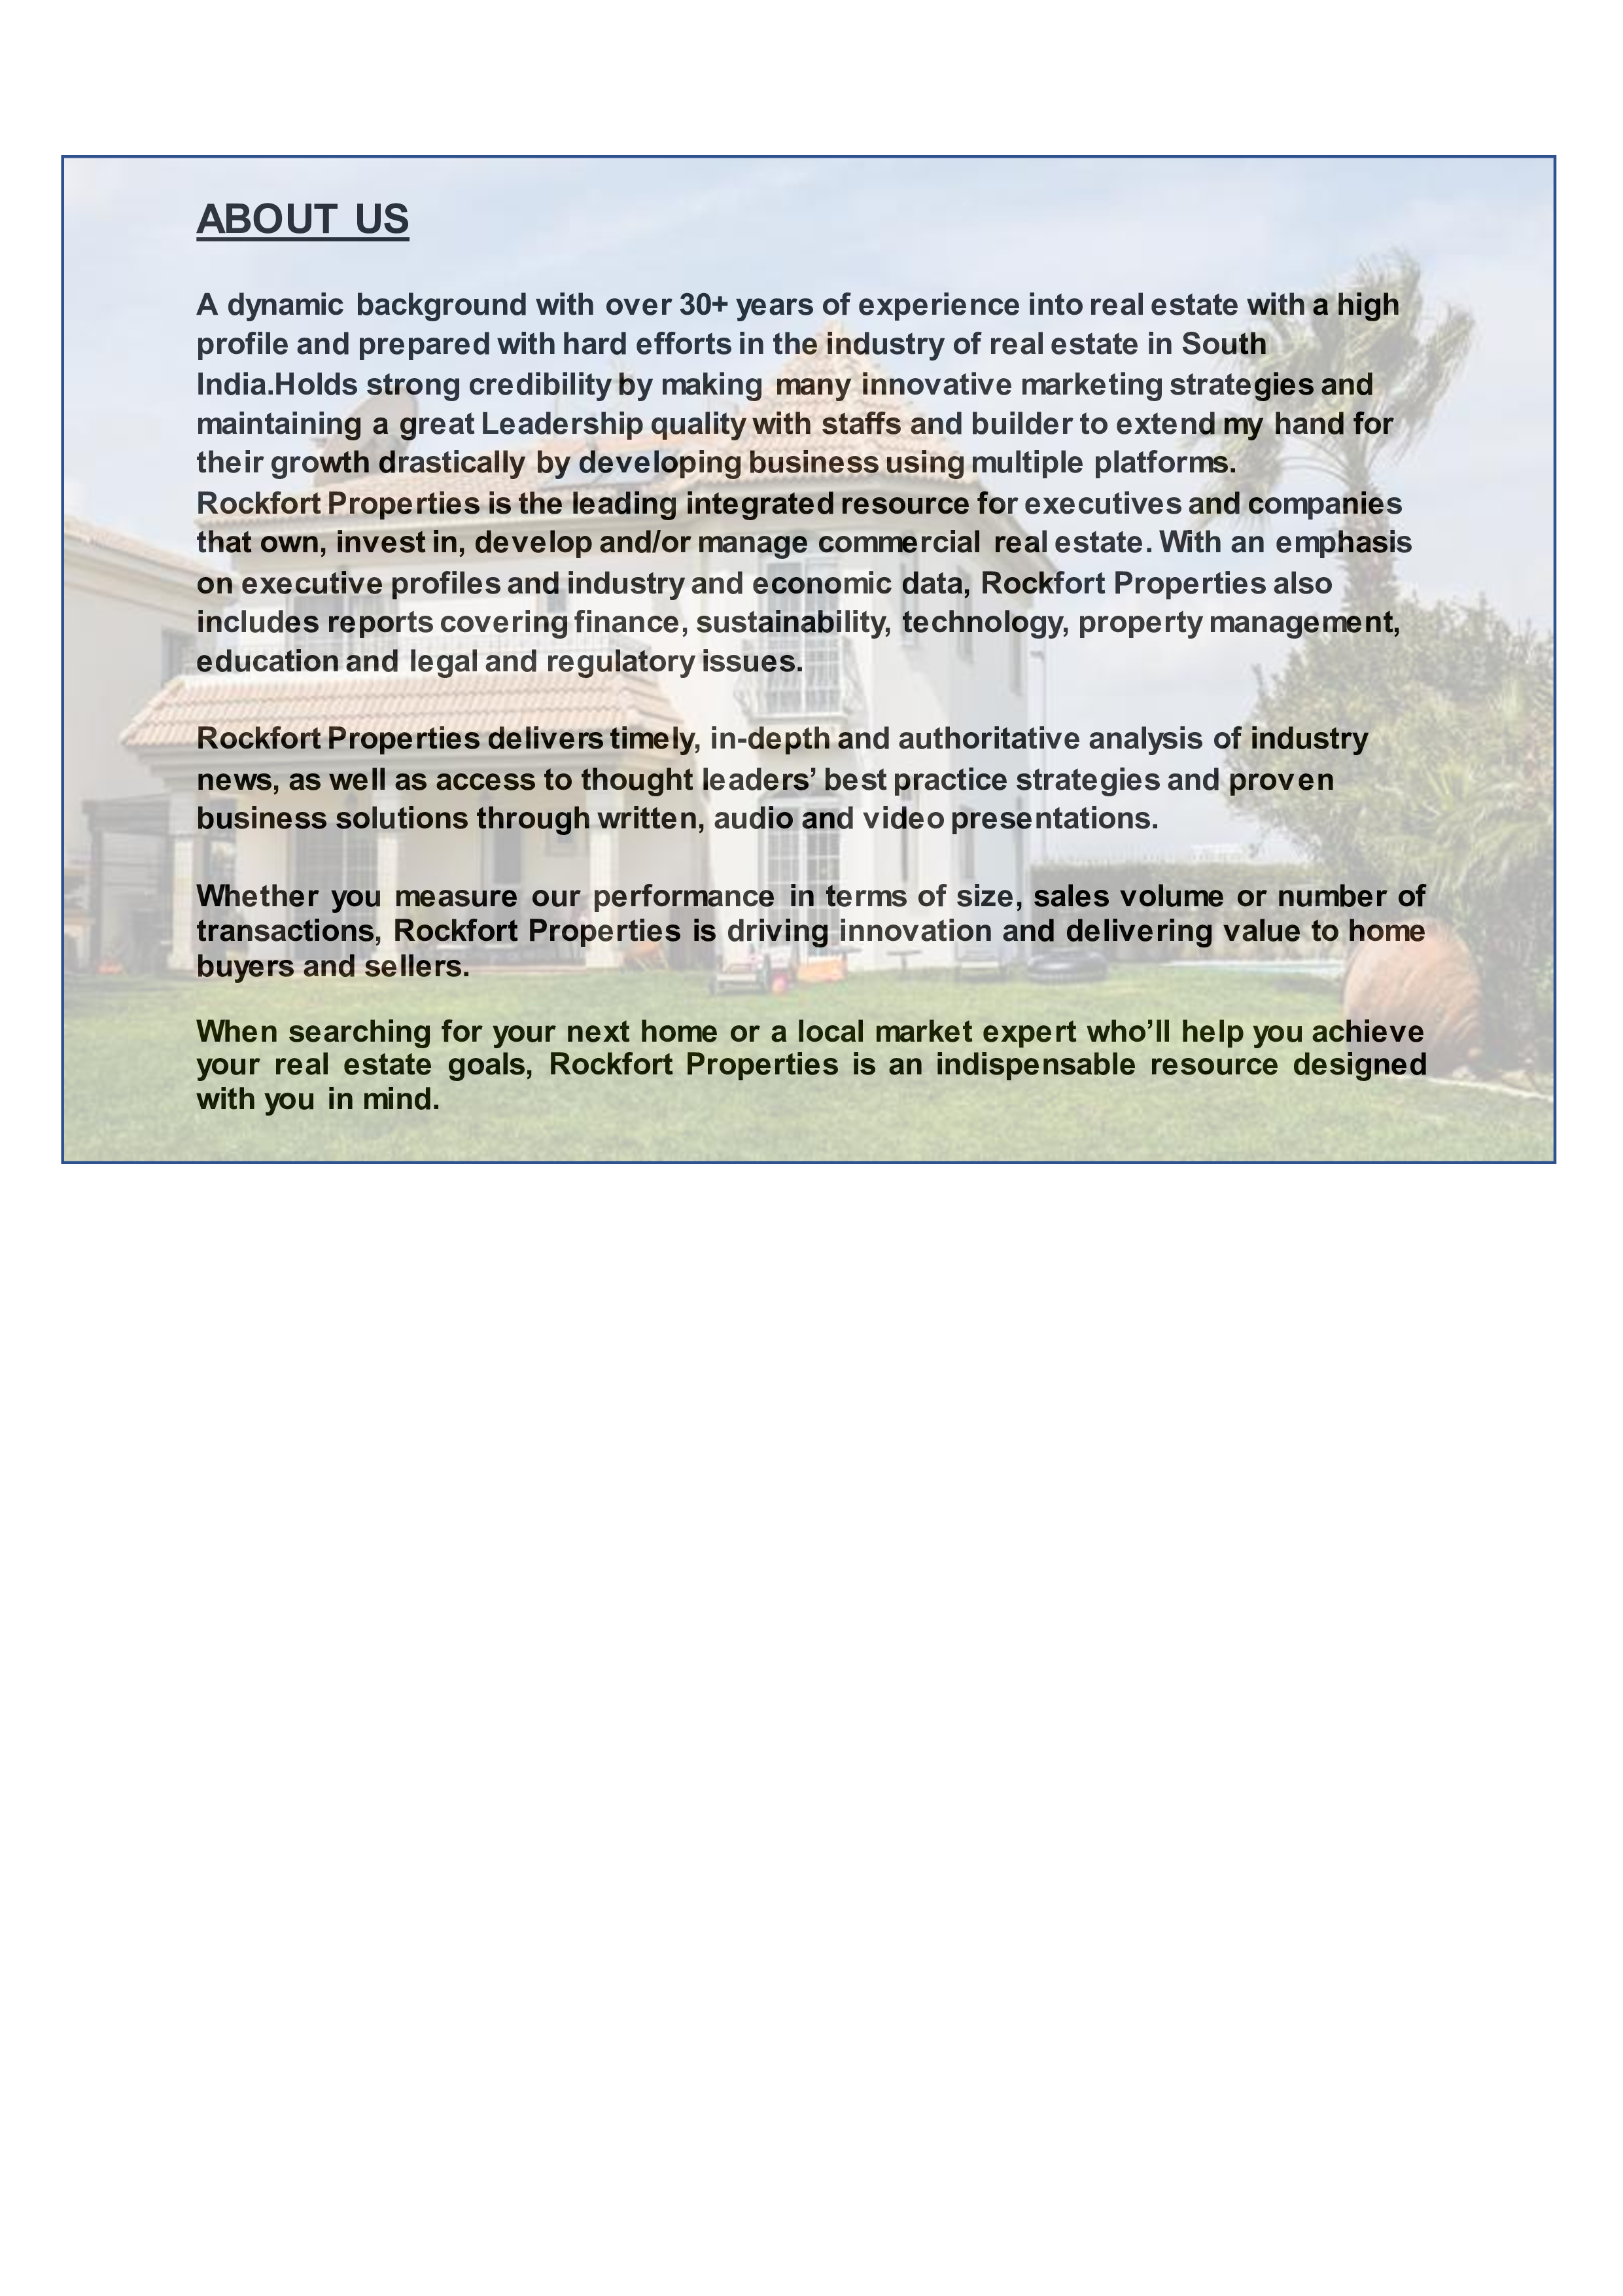 ABOUT US
A dynamic background with over 30+ years of experience into real estate with a high
profile and prepared with hard efforts in the industry of real estate in South
India.Holds strong credibility by making many innovative marketing strategies and
maintaining a great Leadership quality with staffs and builder to extend my hand for
their growth drastically by developing business using multiple platforms.
Rockfort Properties is the leading integrated resource for executives and companies
that own, invest in, develop and/or manage commercial real estate. With an emphasis
on executive profiles and industry and economic data, Rockfort Properties also
includes reports covering finance, sustainability, technology, property management,
education and legal and regulatory issues.
Rockfort Properties delivers timely, in-depth and authoritative analysis of industry
news, as well as access to thought leaders’ best practice strategies and proven
business solutions through written, audio and video presentations.
Whether you measure our performance in terms of size, sales volume or number of
transactions, Rockfort Properties is driving innovation and delivering value to home
buyers and sellers.
When searching for your next home or a local market expert who’ll help you achieve
your real estate goals, Rockfort Properties is an indispensable resource designed
with you in mind.